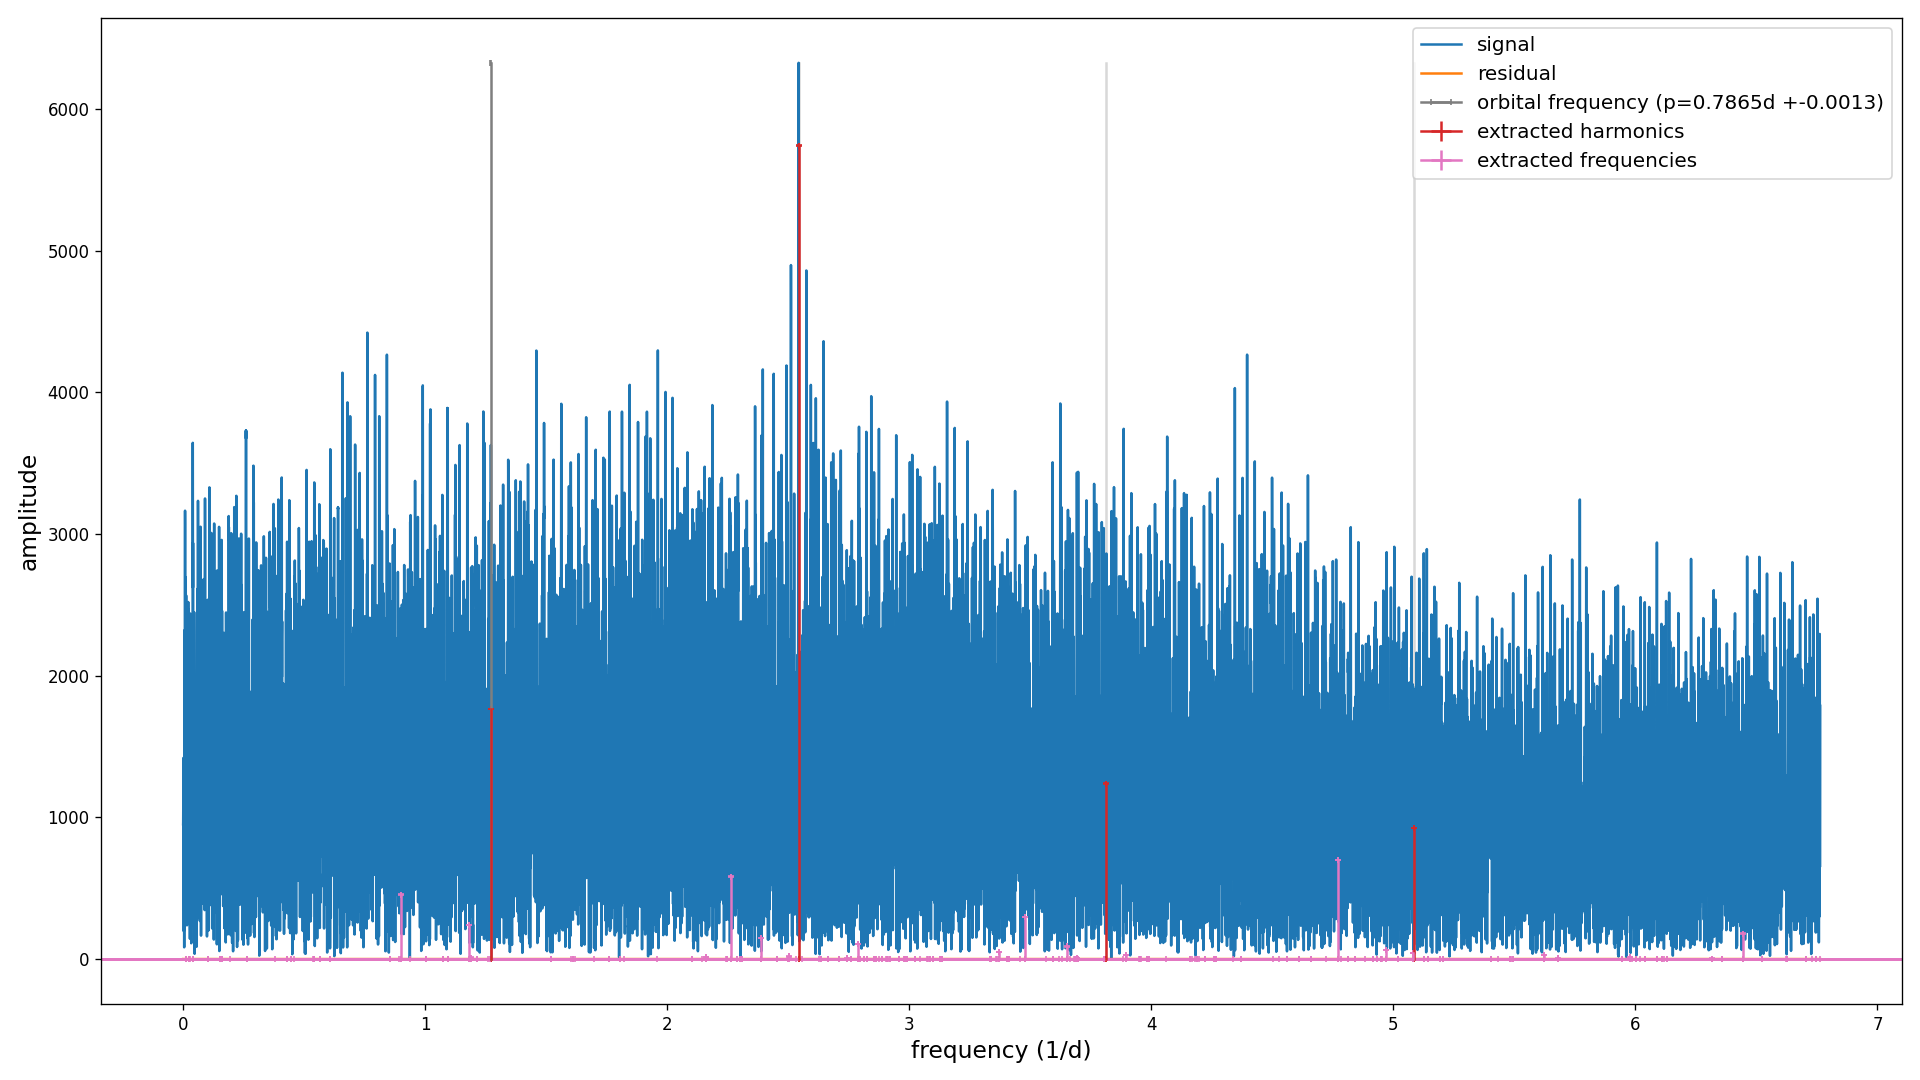 signal
residual
orbital frequency (p=0.7865d +-0.0013)
extracted harmonics
extracted frequencies
amplitude
6000
5000
4000
3000
2000
1000
0
0 1 2 3 4 5 6 7
frequency (1/d)